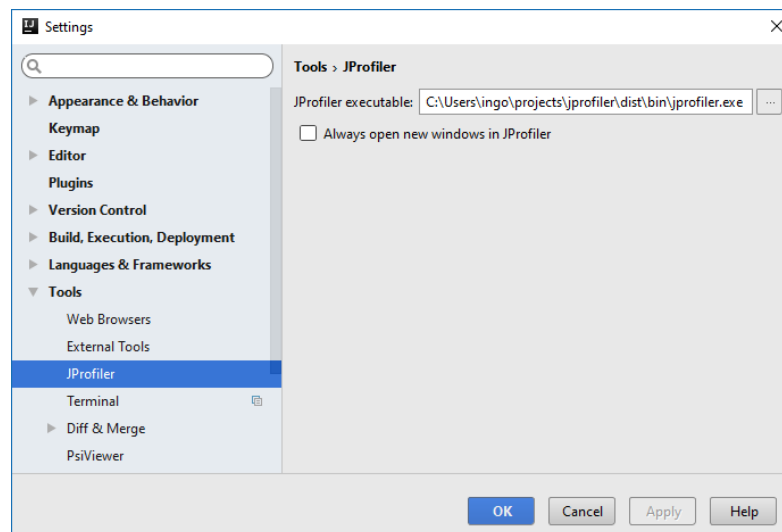 Settings
Tools › JProfiler
JProfiler executable: C:\Users\ingo\projects\jprofiler\dist\bin\jprofiler.exe ...
Always open new windows in JProfiler
Appearance & Behavior
Keymap
Editor
Plugins
Version Control
Build, Execution, Deployment
Languages & Frameworks
Tools
Web Browsers
External Tools
JProfiler
Terminal
Diff & Merge
PsiViewer
OK Cancel Apply Help